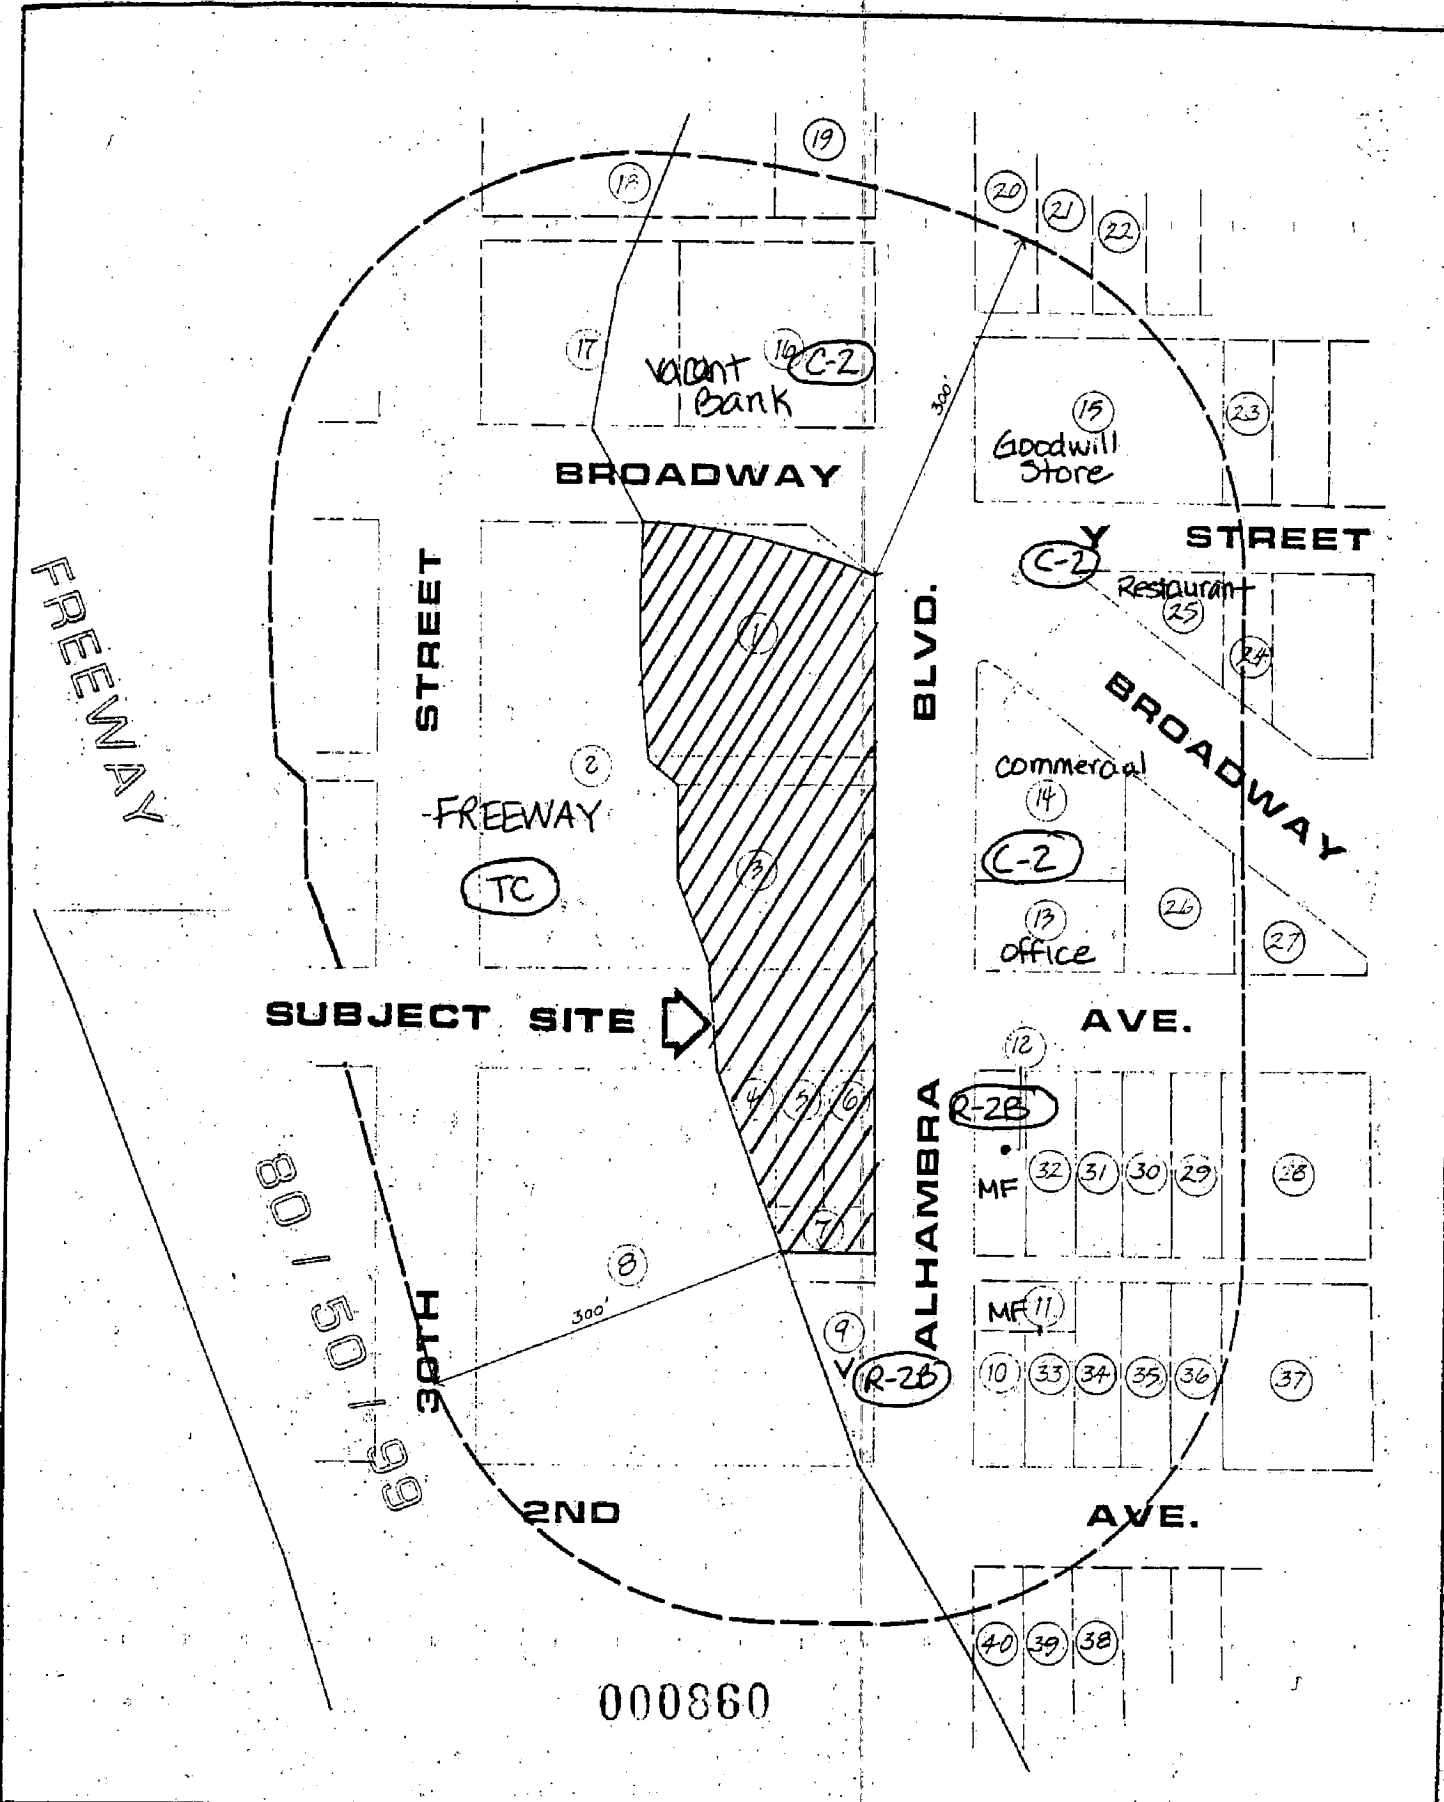 19
18
20
21
22
17
vacant
Bank
16
C-2
300'
15
Goodwill
Store
23
BROADWAY
Y STREET
C-2
Restaurant
25
24
FREEWAY
STREET
1
BLVD.
BROADWAY
2
-FREEWAY
TC
3
commercial
14
C-2
13
office
26
27
SUBJECT SITE
AVE.
12
4
5
6
R-2B
MF
32
31
30
29
28
7
ALHAMBRA
8
300'
80 / 50 / 99
30TH
9
V
R-2B
MF
11
10
33
34
35
36
37
2ND
AVE.
40
39
38
000860